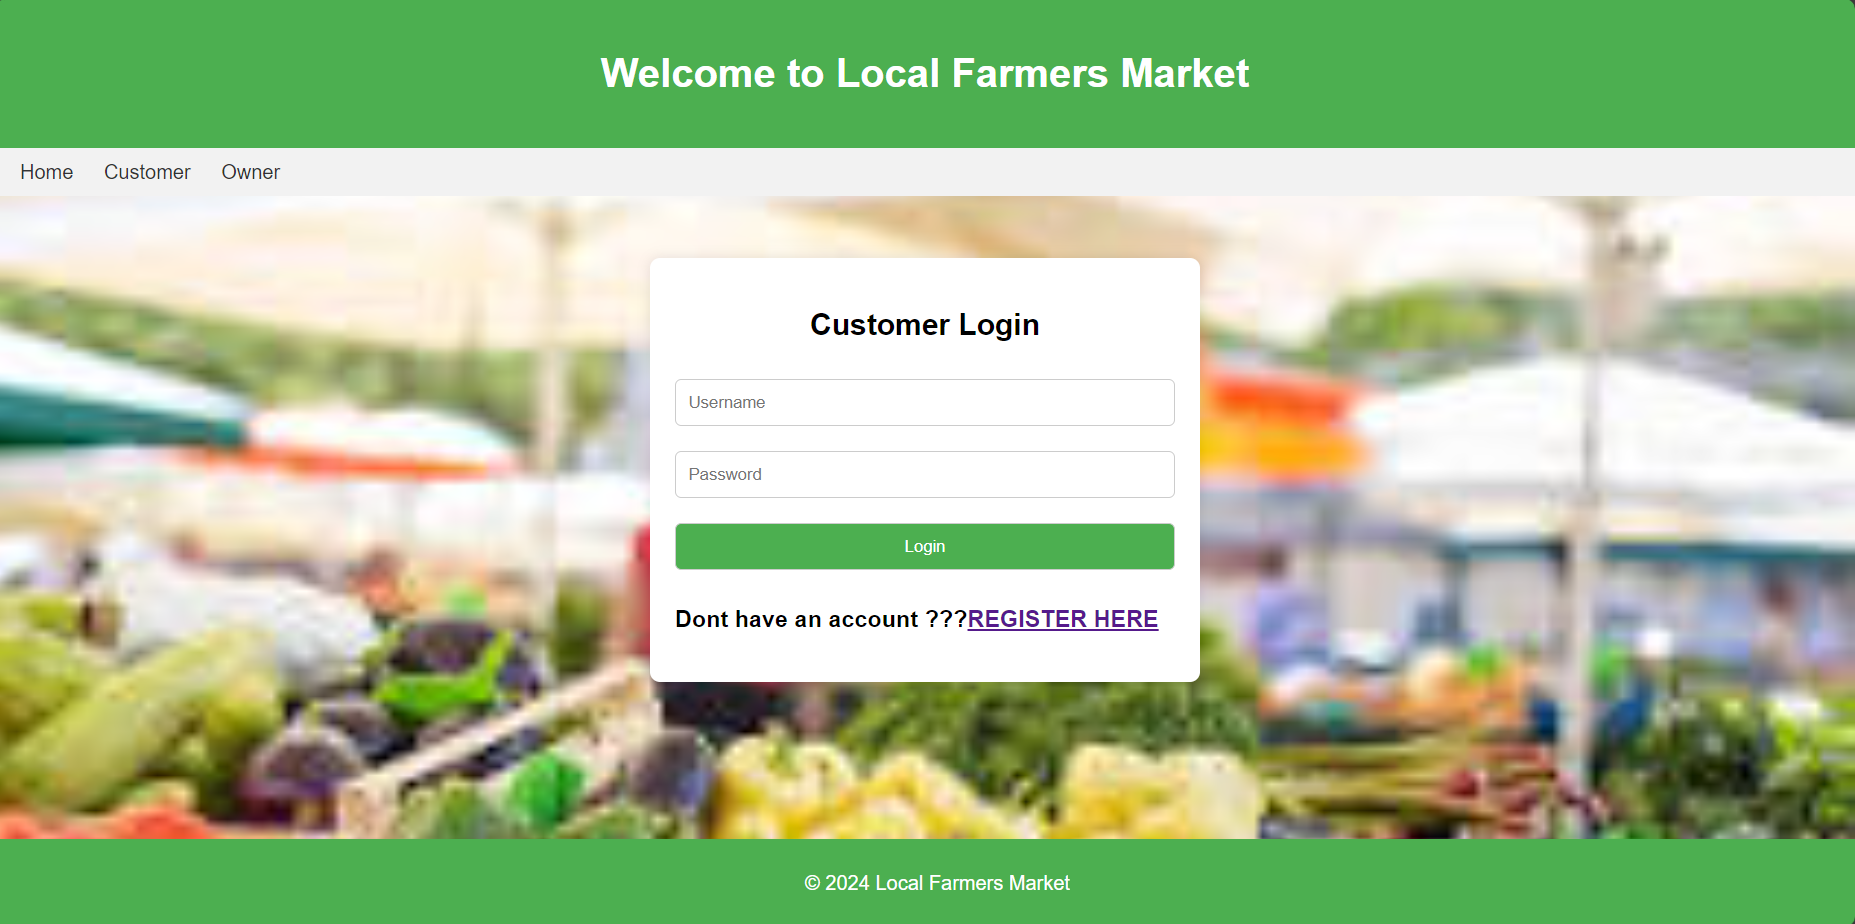 Welcome to Local Farmers Market
Home Customer Owner
Customer Login
Username
Password
Login
Dont have an account ???REGISTER HERE
© 2024 Local Farmers Market